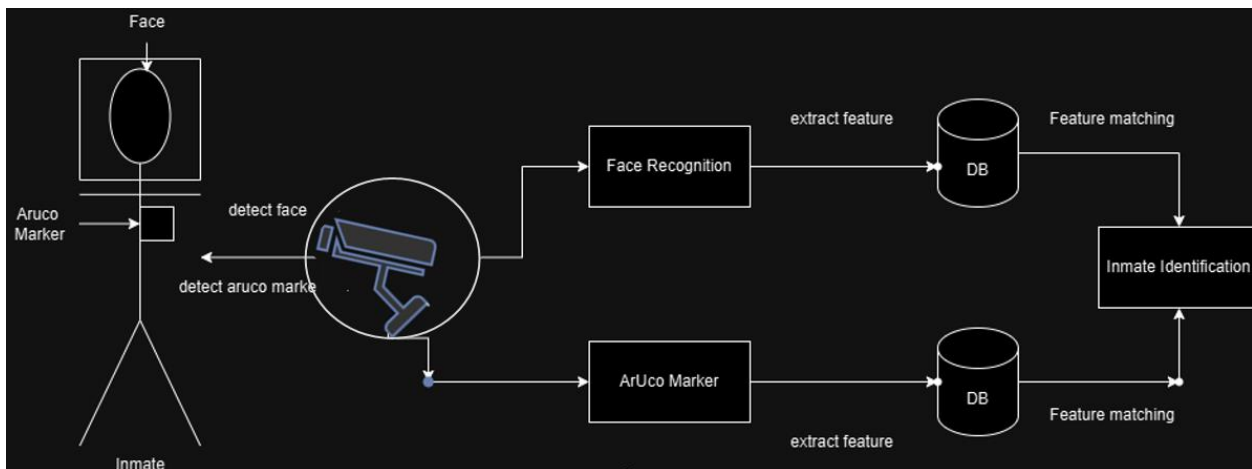 Face
extract feature
Feature matching
Face Recognition
DB
Aruco
Marker
detect face
detect aruco marke
Inmate Identification
ArUco Marker
DB
extract feature
Feature matching
Inmate